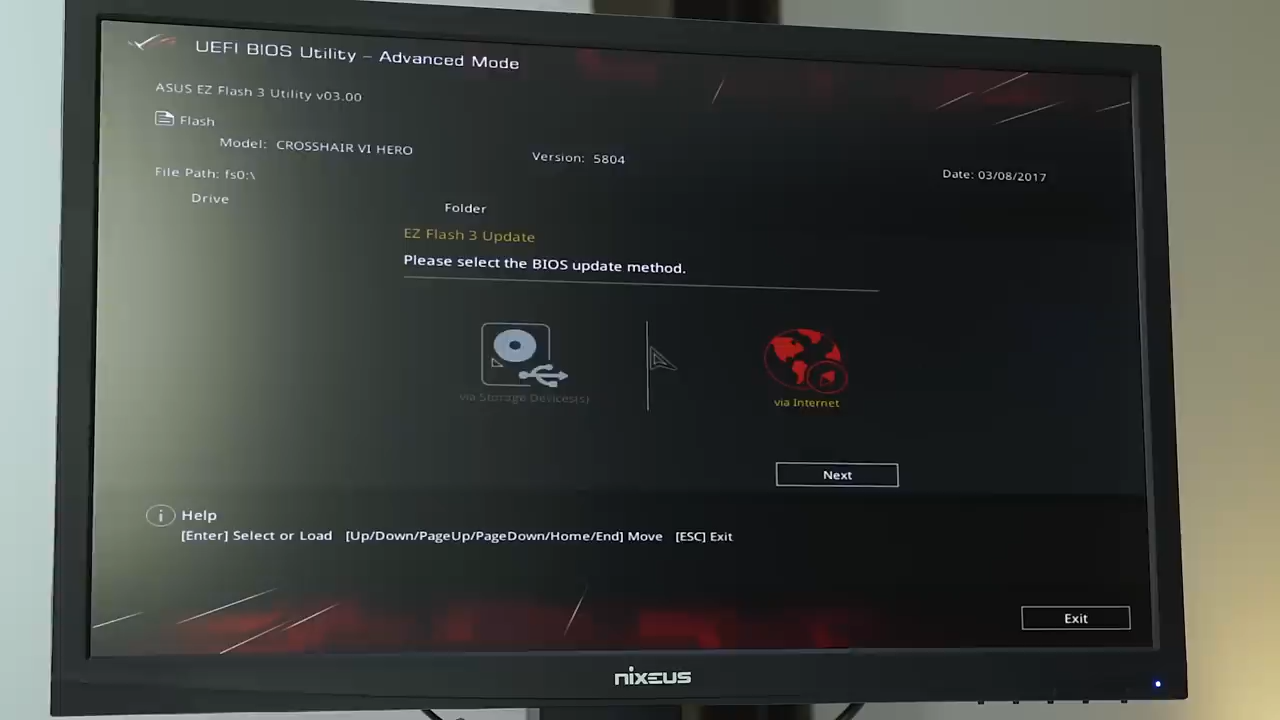 UEFI BIOS Utility – Advanced Mode
ASUS EZ Flash 3 Utility v03.00
Flash
Model: CROSSHAIR VI HERO
Version: 5804
Date: 03/08/2017
File Path: fs0:\
Drive
Folder
EZ Flash 3 Update
Please select the BIOS update method.
via Storage Devices(s)
via Internet
Next
Help
[Enter] Select or Load [Up/Down/PageUp/PageDown/Home/End] Move [ESC] Exit
Exit
nixeus